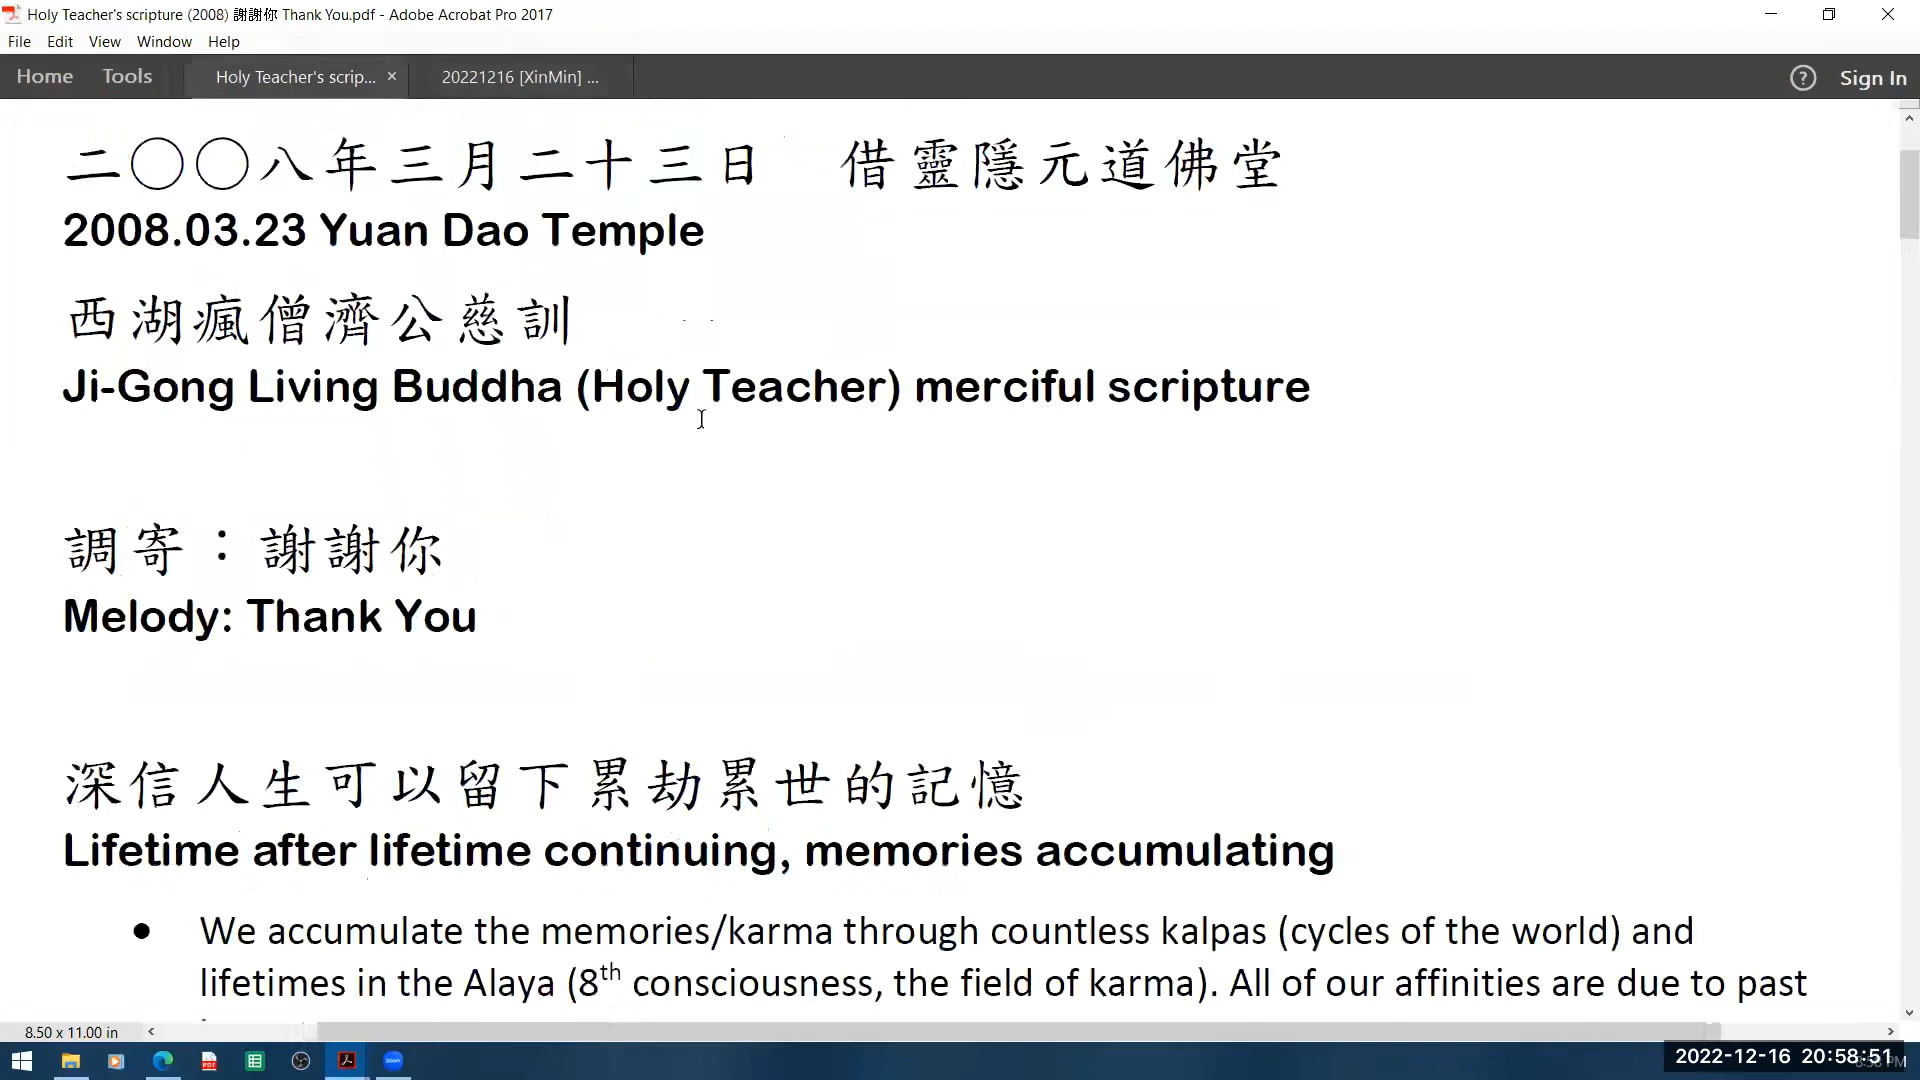 Holy Teacher's scripture (2008) 謝謝你 Thank You.pdf - Adobe Acrobat Pro 2017
File Edit View Window Help
Home Tools Holy Teacher's scrip... × 20221216 [XinMin] ... ? Sign In
二〇〇八年三月二十三日 借靈隱元道佛堂
2008.03.23 Yuan Dao Temple
西湖瘋僧濟公慈訓
Ji-Gong Living Buddha (Holy Teacher) merciful scripture
調寄：謝謝你
Melody: Thank You
深信人生可以留下累劫累世的記憶
Lifetime after lifetime continuing, memories accumulating
• We accumulate the memories/karma through countless kalpas (cycles of the world) and
lifetimes in the Alaya (8th consciousness, the field of karma). All of our affinities are due to past
8.50 x 11.00 in
zoom
2022-12-16 20:58:51